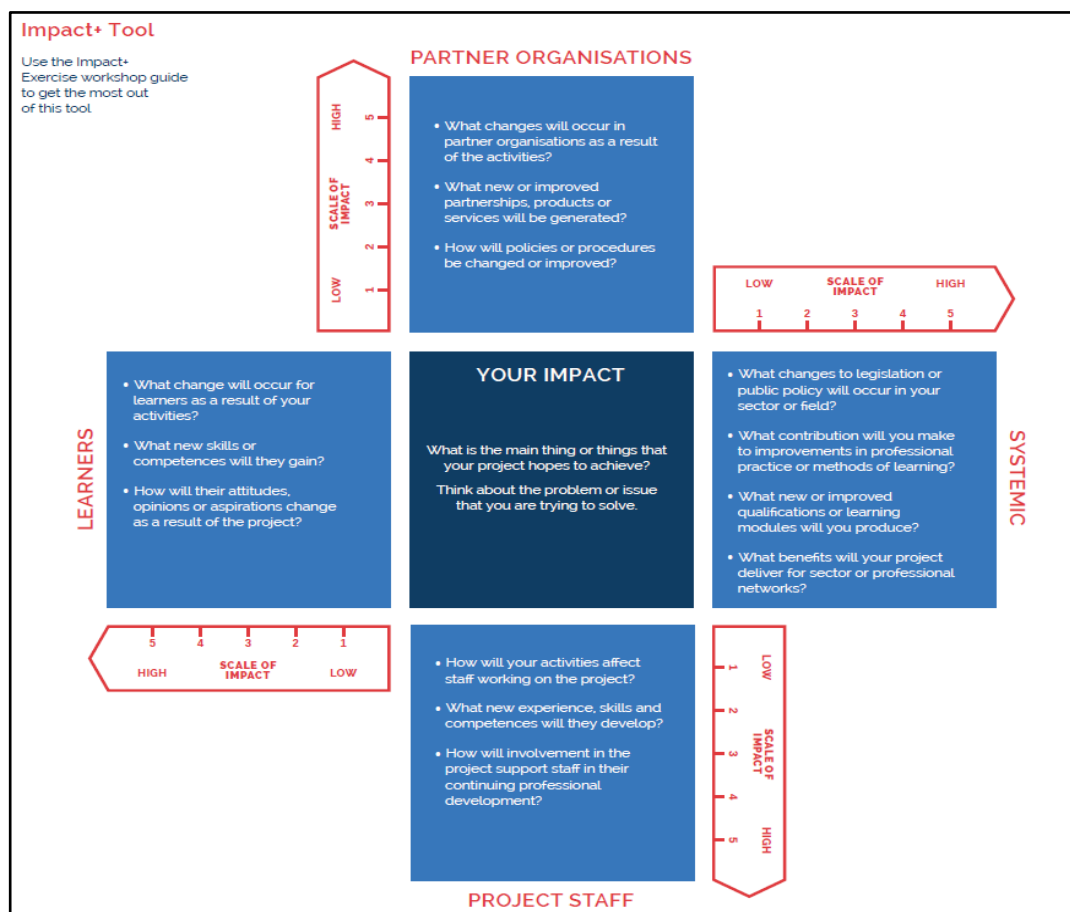 Impact+ Tool
Use the Impact+
Exercise workshop guide
to get the most out
of this tool
PARTNER ORGANISATIONS
HIGH
SCALE OF
IMPACT
LOW
5
4
3
2
1
• What changes will occur in
partner organisations as a result
of the activities?
• What new or improved
partnerships, products or
services will be generated?
• How will policies or procedures
be changed or improved?
LOW
SCALE OF
IMPACT
HIGH
1 2 3 4 5
LEARNERS
• What change will occur for
learners as a result of your
activities?
• What new skills or
competences will they gain?
• How will their attitudes,
opinions or aspirations change
as a result of the project?
YOUR IMPACT
What is the main thing or things that
your project hopes to achieve?
Think about the problem or issue
that you are trying to solve.
• What changes to legislation or
public policy will occur in your
sector or field?
• What contribution will you make
to improvements in professional
practice or methods of learning?
• What new or improved
qualifications or learning
modules will you produce?
• What benefits will your project
deliver for sector or professional
networks?
SYSTEMIC
5 4 3 2 1
HIGH
SCALE OF
IMPACT
LOW
• How will your activities affect
staff working on the project?
• What new experience, skills and
competences will they develop?
• How will involvement in the
project support staff in their
continuing professional
development?
1
2
3
4
5
LOW
SCALE OF
IMPACT
HIGH
PROJECT STAFF